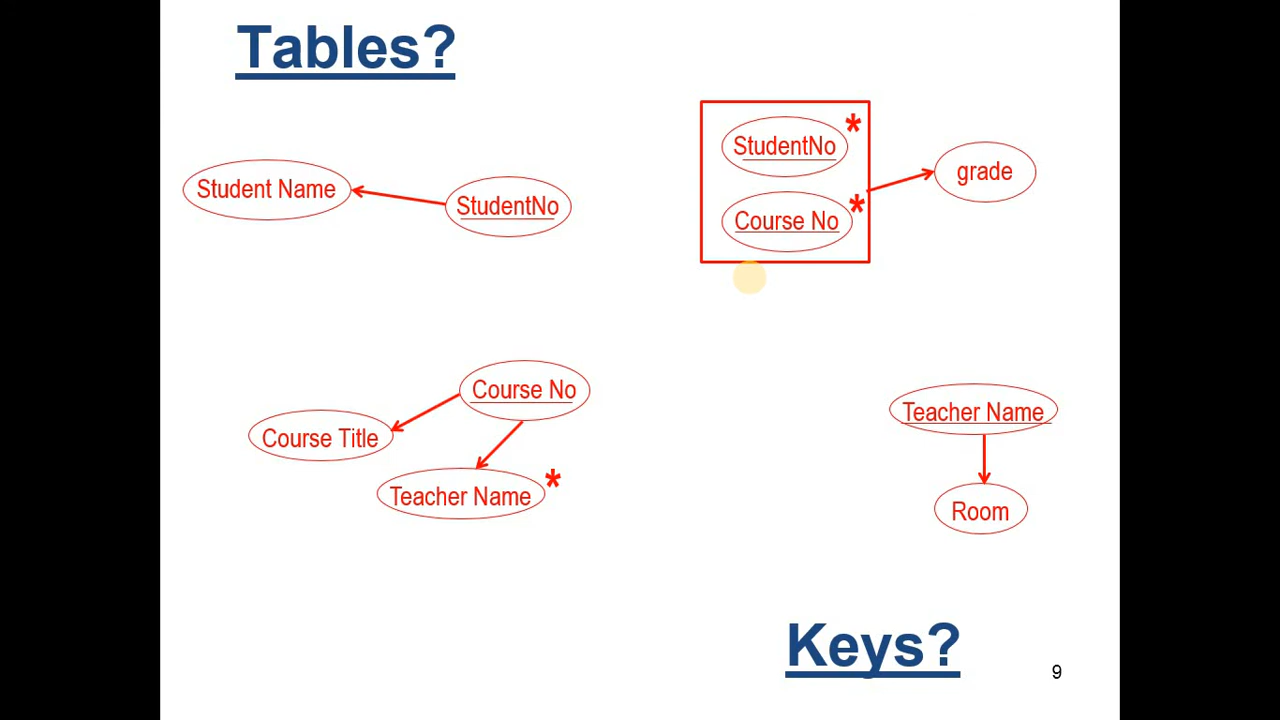 Tables?
StudentNo *
Student Name
StudentNo
grade
Course No *
Course No
Course Title
Teacher Name *
Teacher Name
Room
Keys?
9